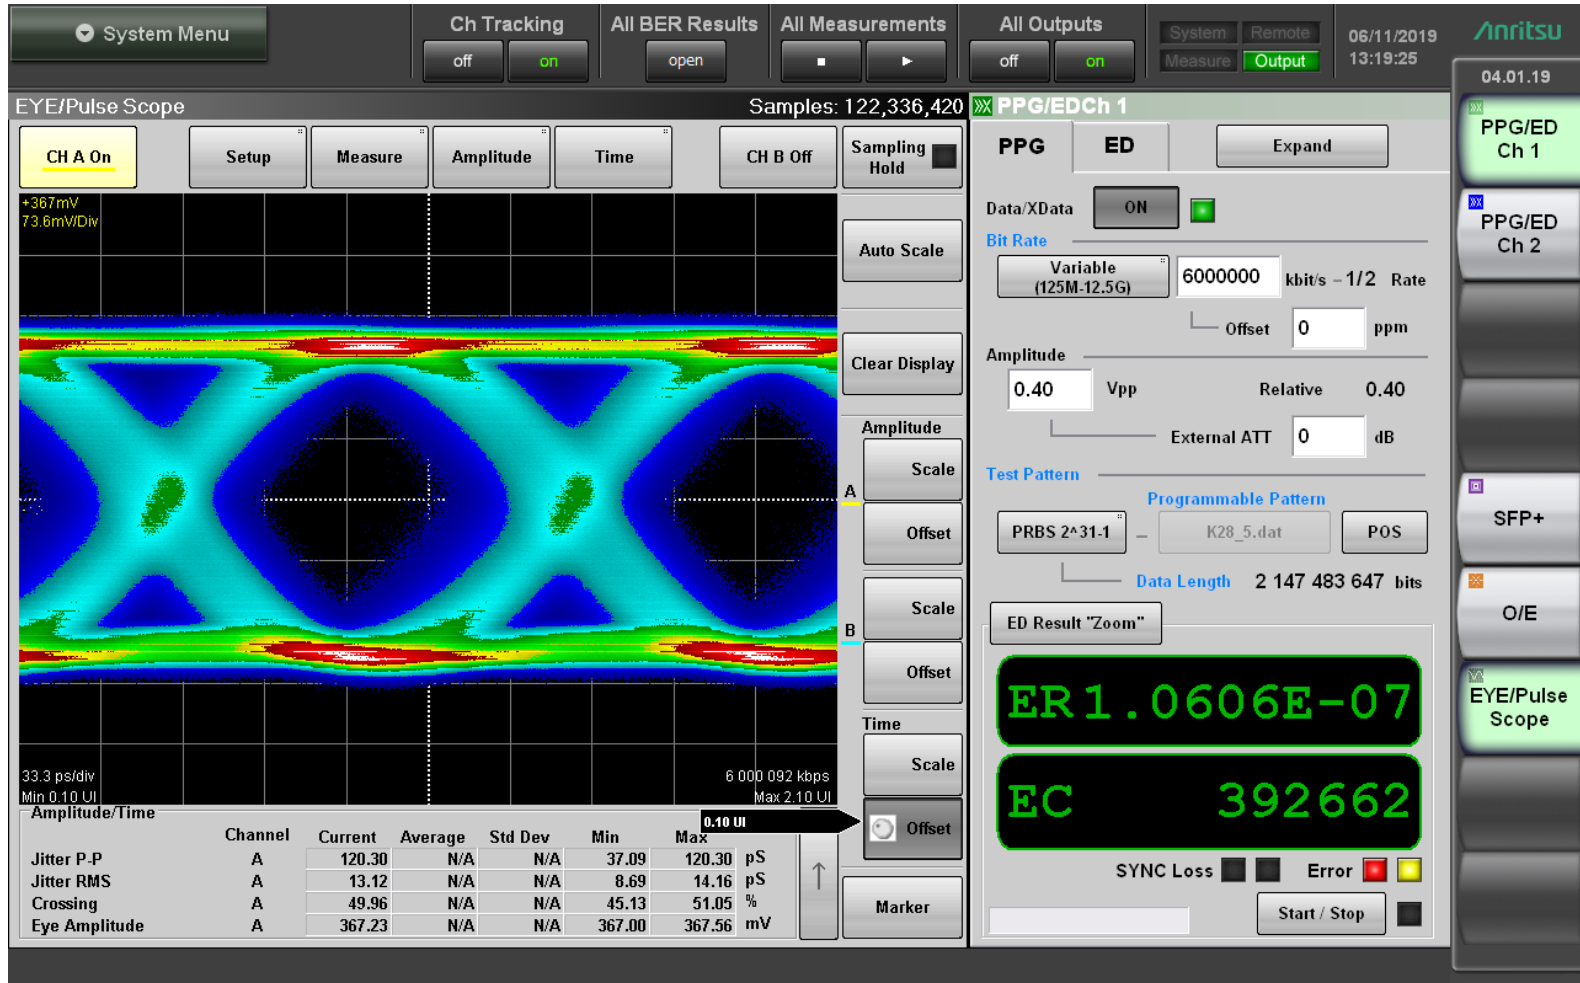 System Menu
Ch Tracking
off on
All BER Results
open
All Measurements
All Outputs
off on
System Remote
Measure Output
06/11/2019
13:19:25
Anritsu
04.01.19
EYE/Pulse Scope Samples: 122,336,420
CH A On Setup Measure Amplitude Time CH B Off
Sampling
Hold
+367mV
73.6mV/Div
33.3 ps/div 6 000 092 kbps
Min 0.10 UI Max 2.10 UI
Auto Scale
Clear Display
Amplitude
A
Scale
Offset
B
Scale
Offset
Time
Scale
0.10 UI
Offset
Marker
Amplitude/Time
Channel Current Average Std Dev Min Max
Jitter P-P A 120.30 N/A N/A 37.09 120.30 pS
Jitter RMS A 13.12 N/A N/A 8.69 14.16 pS
Crossing A 49.96 N/A N/A 45.13 51.05 %
Eye Amplitude A 367.23 N/A N/A 367.00 367.56 mV
PPG/EDCh 1
PPG ED Expand
Data/XData ON
Bit Rate
Variable
(125M-12.5G)
6000000 kbit/s – 1/2 Rate
Offset 0 ppm
Amplitude
0.40 Vpp Relative 0.40
External ATT 0 dB
Test Pattern
Programmable Pattern
PRBS 2^31-1 – K28_5.dat POS
Data Length 2 147 483 647 bits
ED Result "Zoom"
ER 1.0606E-07
EC 392662
SYNC Loss Error
Start / Stop
PPG/ED
Ch 1
PPG/ED
Ch 2
SFP+
O/E
EYE/Pulse
Scope